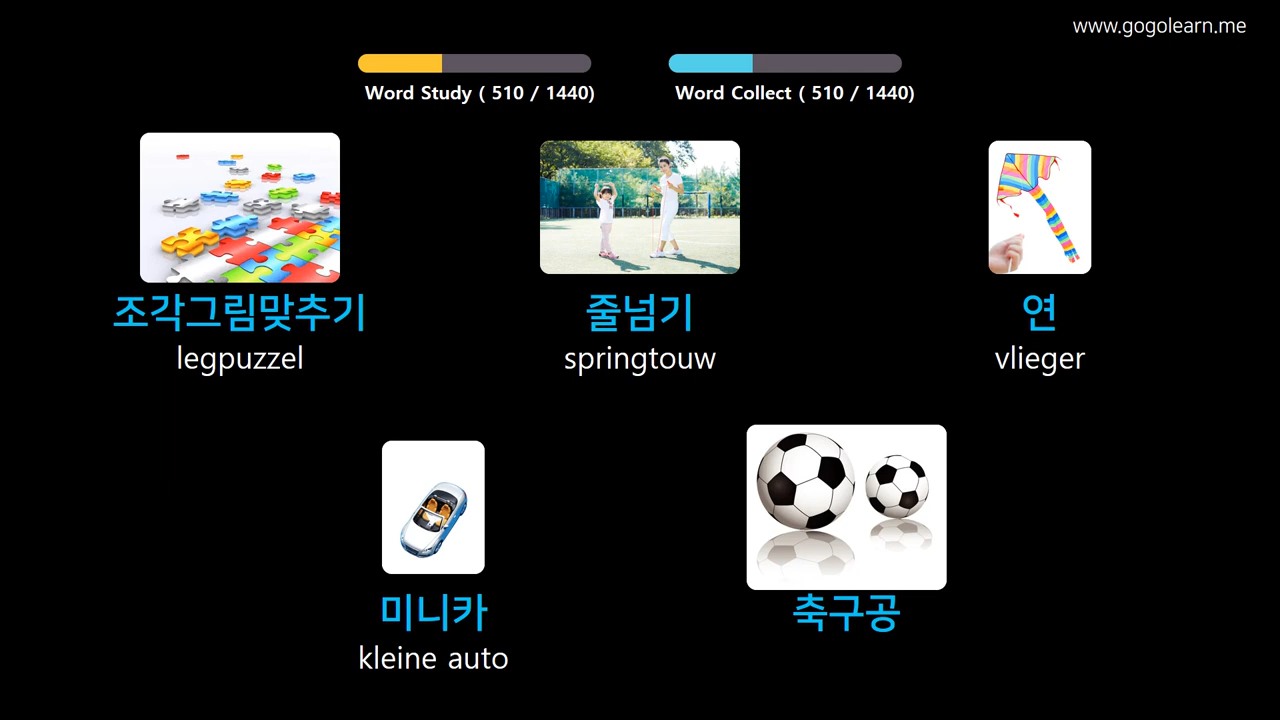 www.gogolearn.me
Word Study ( 510 / 1440)
Word Collect ( 510 / 1440)
조각그림맞추기
legpuzzel
줄넘기
springtouw
연
vlieger
미니카
kleine auto
축구공